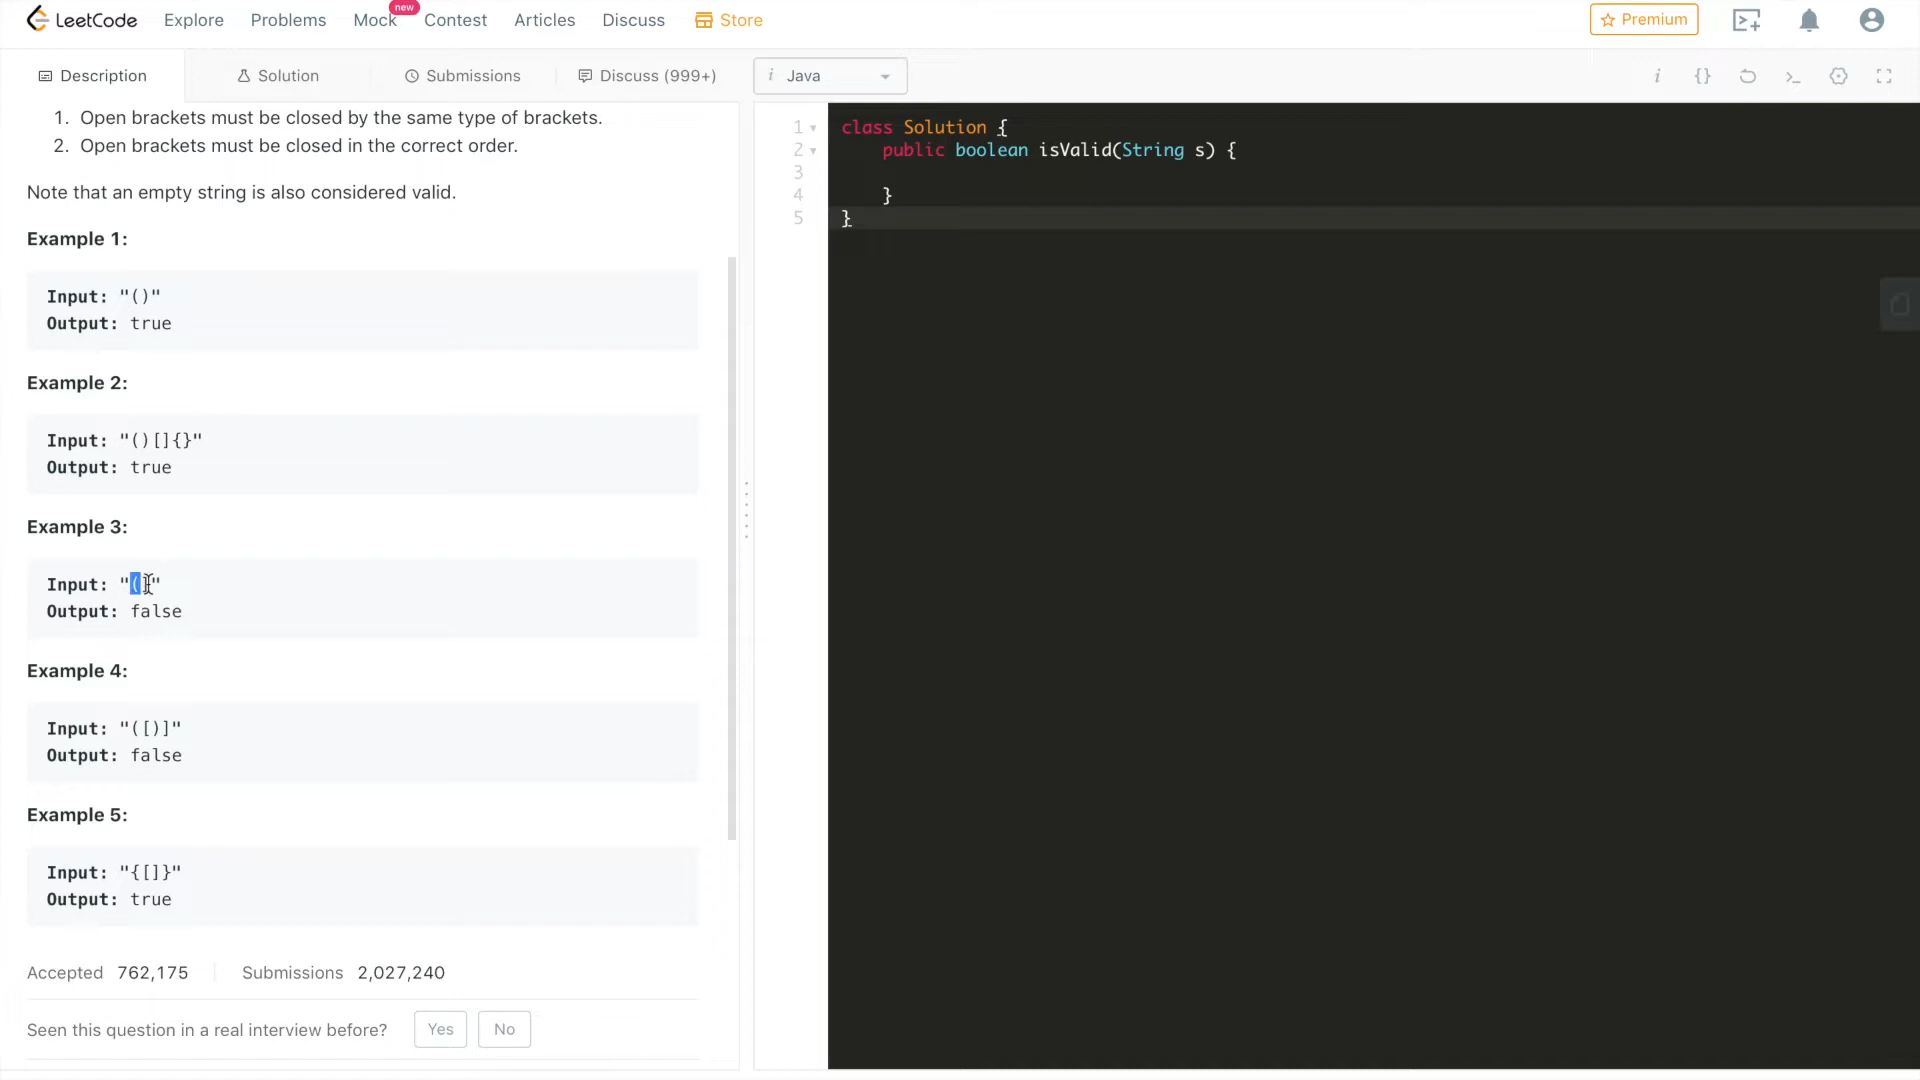 LeetCode Explore Problems Mock new Contest Articles Discuss Store Premium
Description Solution Submissions Discuss (999+) i Java
1. Open brackets must be closed by the same type of brackets.
2. Open brackets must be closed in the correct order.
Note that an empty string is also considered valid.
Example 1:
Input: "()"
Output: true
Example 2:
Input: "()[]{}"
Output: true
Example 3:
Input: "(]"
Output: false
Example 4:
Input: "([)]"
Output: false
Example 5:
Input: "{[]}"
Output: true
Accepted 762,175 Submissions 2,027,240
Seen this question in a real interview before? Yes No
1 class Solution {
2 public boolean isValid(String s) {
3
4 }
5 }